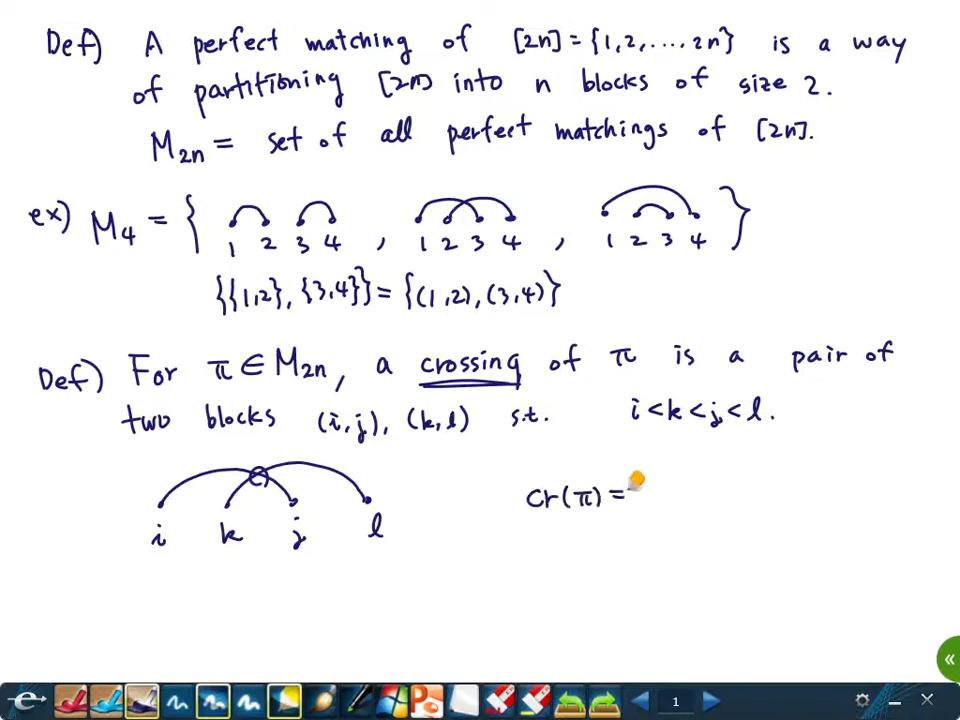 Def) A perfect matching of [2n] = {1,2,....2n} is a way
of partitioning [2n] into n blocks of size 2.
M₂ₙ = set of all perfect matchings of [2n].
ex) M₄ = { 1 2 3 4 , 1 2 3 4 , 1 2 3 4 }
{{1,2}, {3,4}} = {(1,2), (3,4)}
Def) For π ∈ M₂ₙ, a crossing of π is a pair of
two blocks (i,j), (k,l) s.t. i<k<j<l.
cr(π) =
i k j l
1